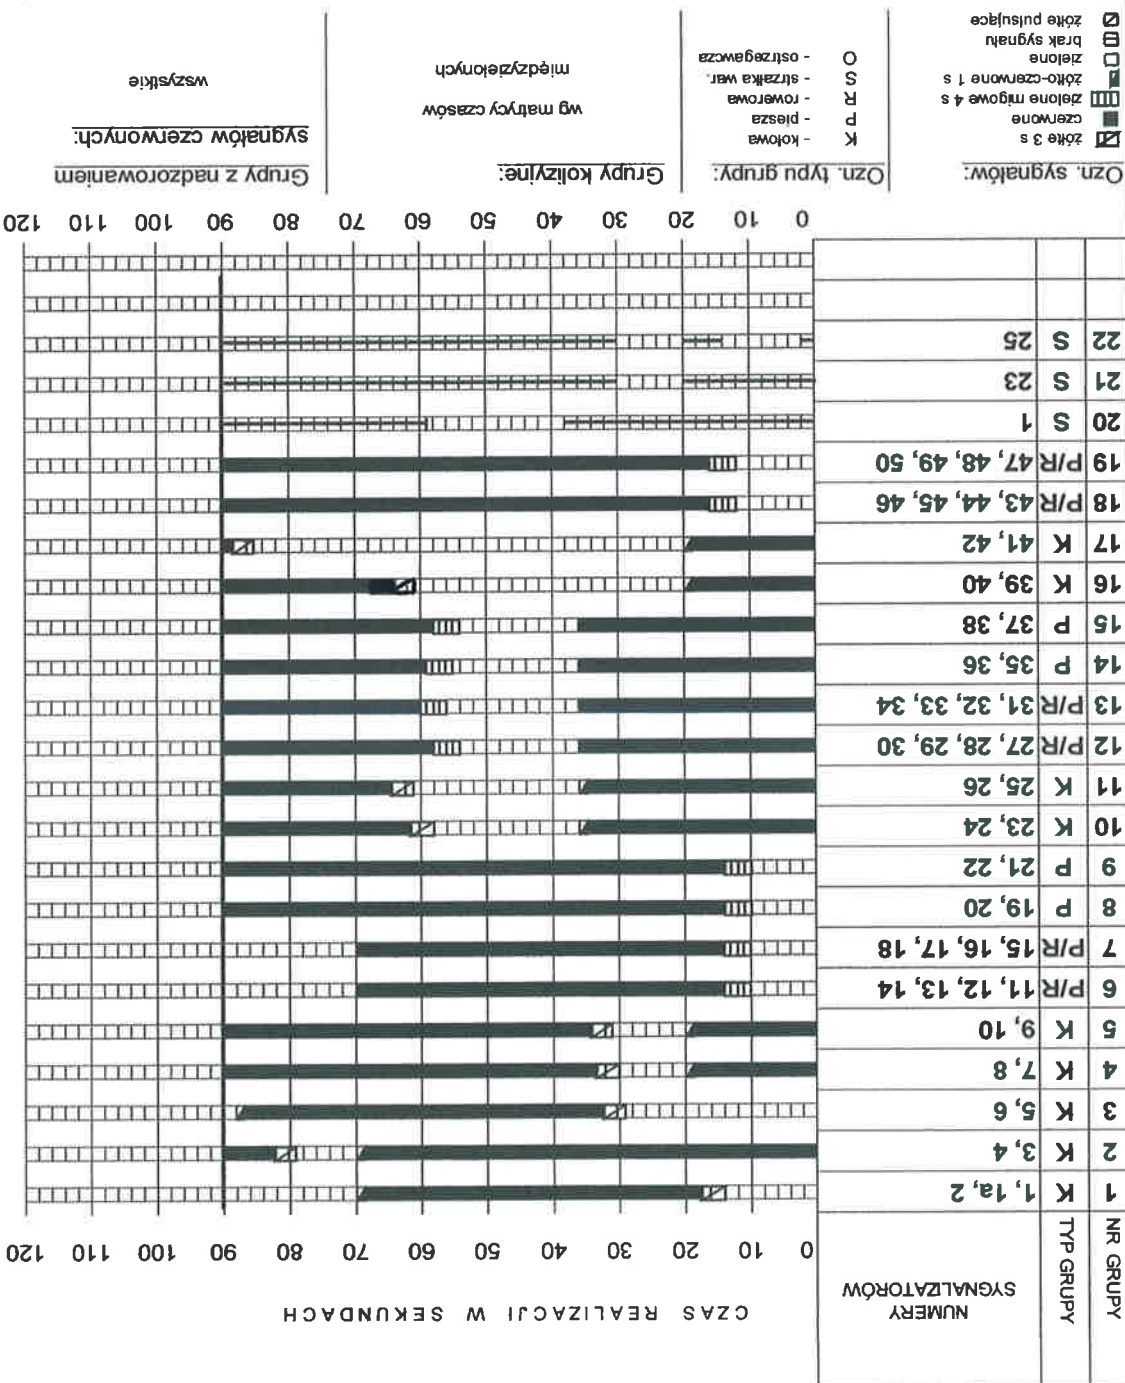 CZAS REALIZACJI W SEKUNDACH
NR GRUPY
TYP GRUPY
NUMERY
SYGNALIZATORÓW
0 10 20 30 40 50 60 70 80 90 100 110 120
1 K 1, 1a, 2
2 K 3, 4
3 K 5, 6
4 K 7, 8
5 K 9, 10
6 P/R 11, 12, 13, 14
7 P/R 15, 16, 17, 18
8 P 19, 20
9 P 21, 22
10 K 23, 24
11 K 25, 26
12 P/R 27, 28, 29, 30
13 P/R 31, 32, 33, 34
14 P 35, 36
15 P 37, 38
16 K 39, 40
17 K 41, 42
18 P/R 43, 44, 45, 46
19 P/R 47, 48, 49, 50
20 S 1
21 S 23
22 S 25
0 10 20 30 40 50 60 70 80 90 100 110 120
Ozn. sygnałów:
żółte 3 s
czerwone
zielone migowe 4 s
żółto-czerwone 1 s
zielone
brak sygnału
żółte pulsujące
Ozn. typu grupy:
K - kołowa
P - piesza
R - rowerowa
S - strzałka war.
O - ostrzegawcza
Grupy kolizyjne:
wg matrycy czasów
międzyzielonych
Grupy z nadzorowaniem
sygnałów czerwonych:
wszystkie